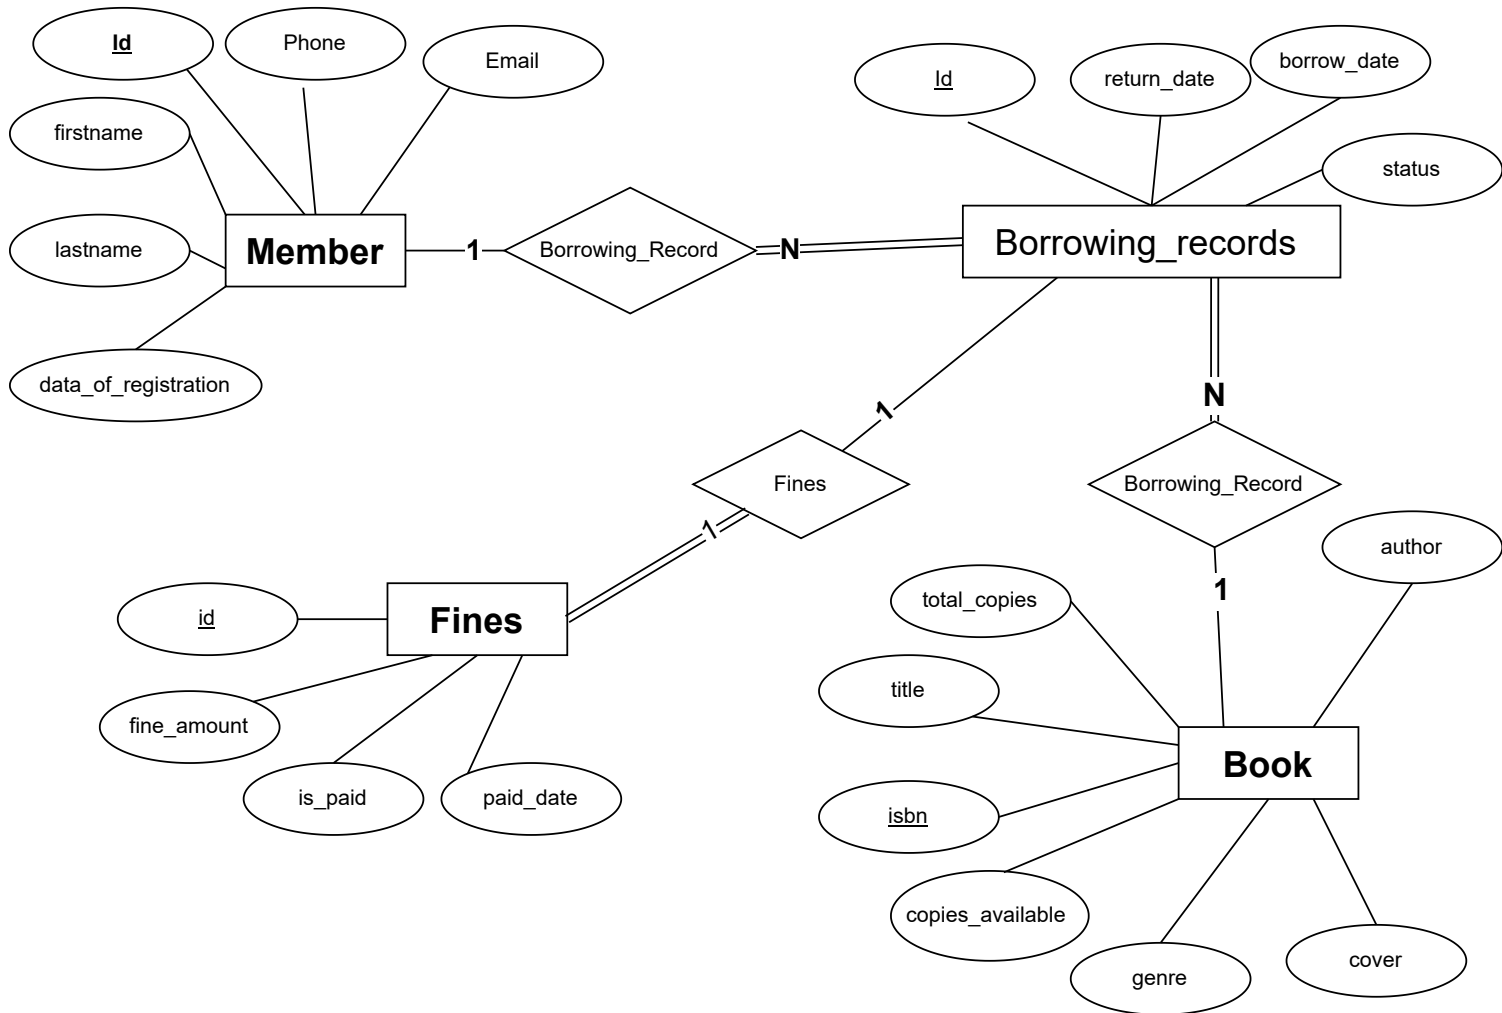 Id
Phone
Email
Id
return_date
borrow_date
firstname
status
lastname
Member
1
Borrowing_Record
N
Borrowing_records
data_of_registration
1
N
Fines
Borrowing_Record
1
author
1
total_copies
id
Fines
title
fine_amount
Book
is_paid
paid_date
isbn
copies_available
cover
genre